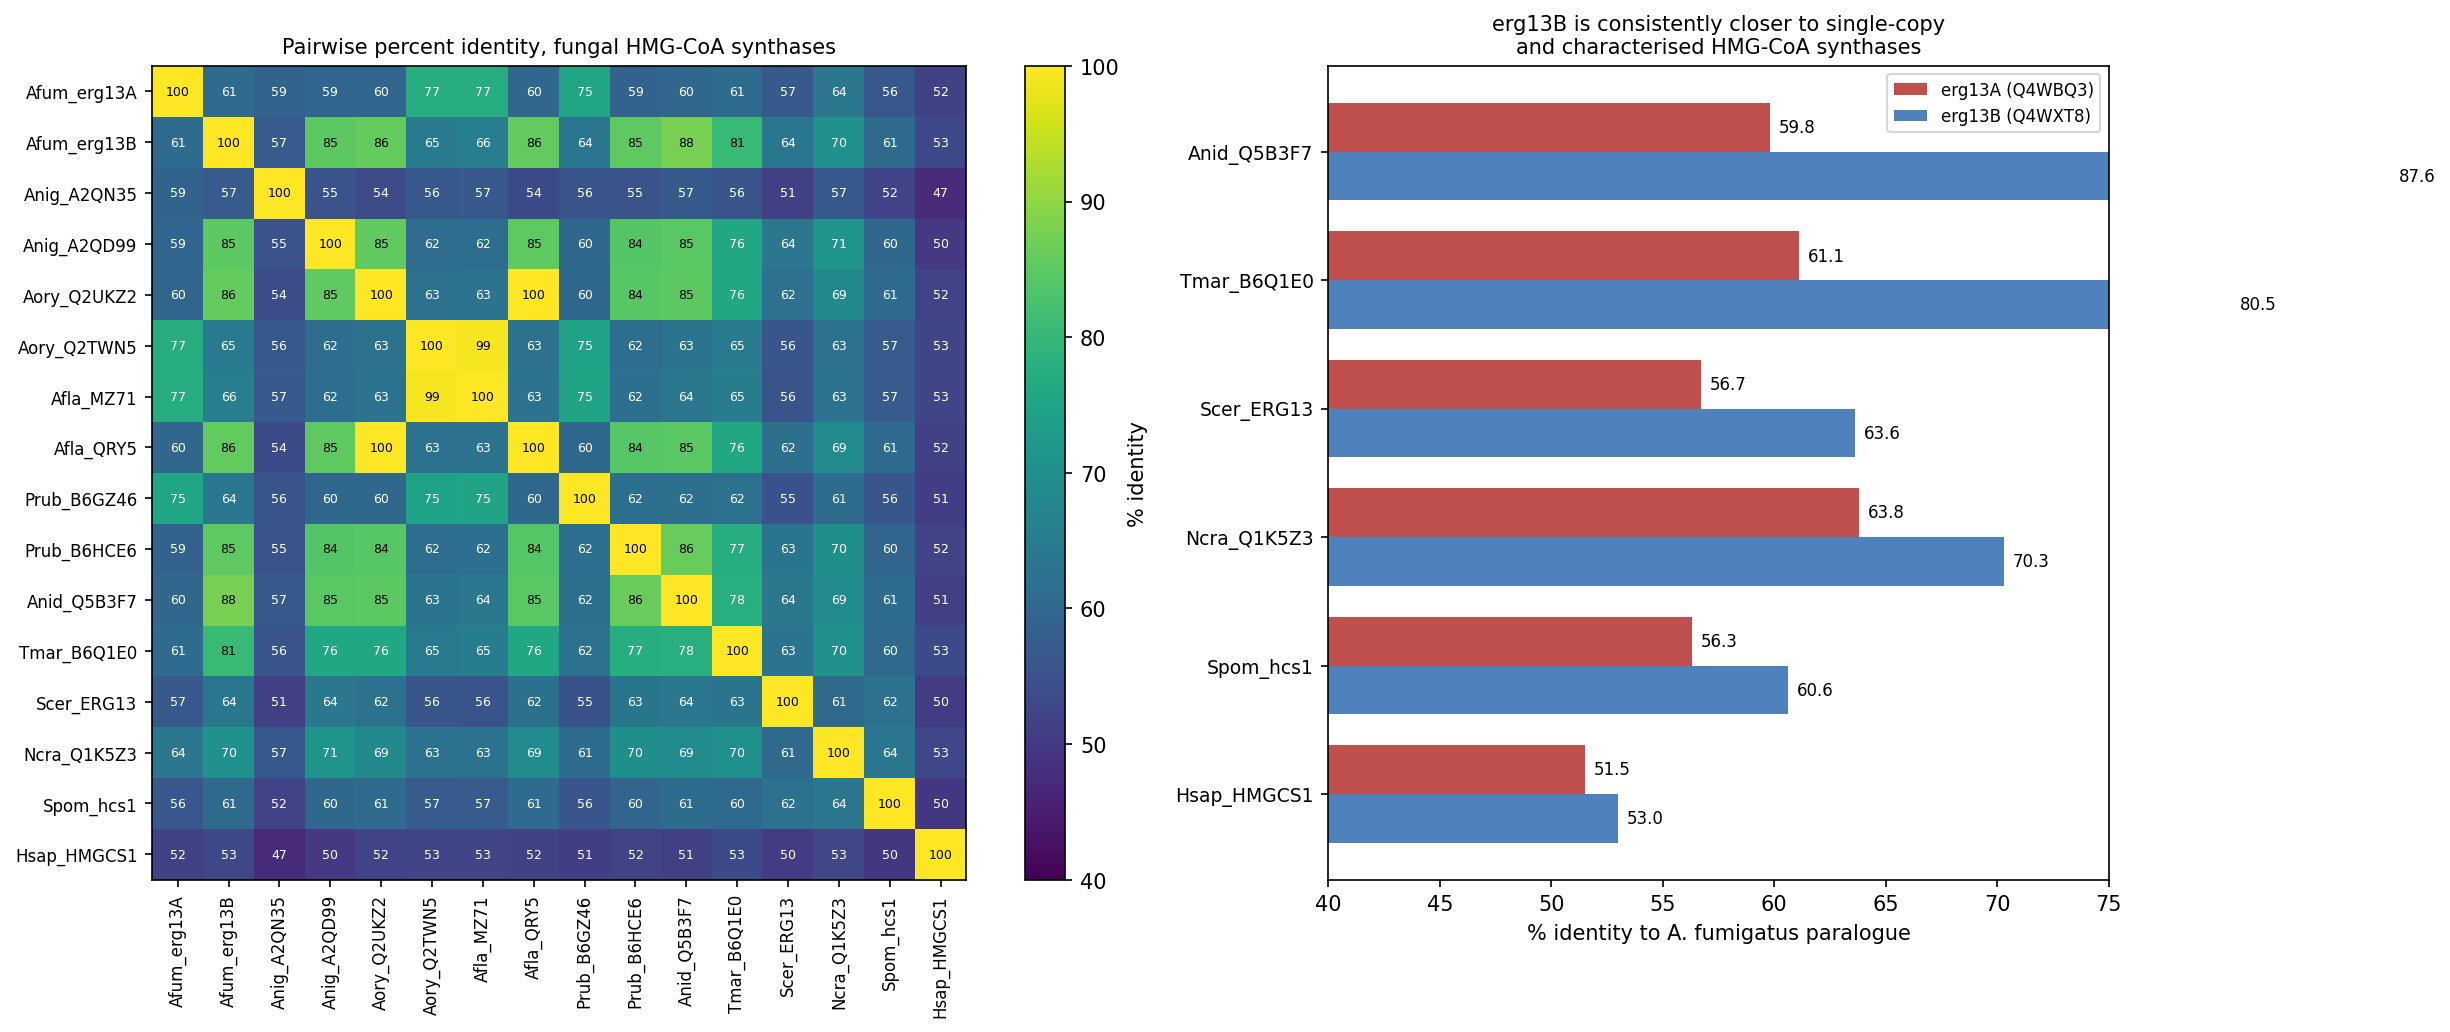 Pairwise percent identity, fungal HMG-CoA synthases
Afum_erg13A 100 61 59 59 60 77 77 60 75 59 60 61 57 64 56 52
Afum_erg13B 61 100 57 85 86 65 66 86 64 85 88 81 64 70 61 53
Anig_A2QN35 59 57 100 55 54 56 57 54 56 55 57 56 51 57 52 47
Anig_A2QD99 59 85 55 100 85 62 62 85 60 84 85 76 64 71 60 50
Aory_Q2UKZ2 60 86 54 85 100 63 63 100 60 84 85 76 62 69 61 52
Aory_Q2TWN5 77 65 56 62 63 100 99 63 75 62 63 65 56 63 57 53
Afla_MZ71 77 66 57 62 63 99 100 63 75 62 64 65 56 63 57 53
Afla_QRY5 60 86 54 85 100 63 63 100 60 84 85 76 62 69 61 52
Prub_B6GZ46 75 64 56 60 60 75 75 60 100 62 62 62 55 61 56 51
Prub_B6HCE6 59 85 55 84 84 62 62 84 62 100 86 77 63 70 60 52
Anid_Q5B3F7 60 88 57 85 85 63 64 85 62 86 100 78 64 69 61 51
Tmar_B6Q1E0 61 81 56 76 76 65 65 76 62 77 78 100 63 70 60 53
Scer_ERG13 57 64 51 64 62 56 56 62 55 63 64 63 100 61 62 50
Ncra_Q1K5Z3 64 70 57 71 69 63 63 69 61 70 69 70 61 100 64 53
Spom_hcs1 56 61 52 60 61 57 57 61 56 60 61 60 62 64 100 50
Hsap_HMGCS1 52 53 47 50 52 53 53 52 51 52 51 53 50 53 50 100
Afum_erg13A
Afum_erg13B
Anig_A2QN35
Anig_A2QD99
Aory_Q2UKZ2
Aory_Q2TWN5
Afla_MZ71
Afla_QRY5
Prub_B6GZ46
Prub_B6HCE6
Anid_Q5B3F7
Tmar_B6Q1E0
Scer_ERG13
Ncra_Q1K5Z3
Spom_hcs1
Hsap_HMGCS1
100
90
80
70
60
50
40
% identity
erg13B is consistently closer to single-copy
and characterised HMG-CoA synthases
erg13A (Q4WBQ3)
erg13B (Q4WXT8)
Anid_Q5B3F7
59.8
87.6
Tmar_B6Q1E0
61.1
80.5
Scer_ERG13
56.7
63.6
Ncra_Q1K5Z3
63.8
70.3
Spom_hcs1
56.3
60.6
Hsap_HMGCS1
51.5
53.0
40 45 50 55 60 65 70 75
% identity to A. fumigatus paralogue